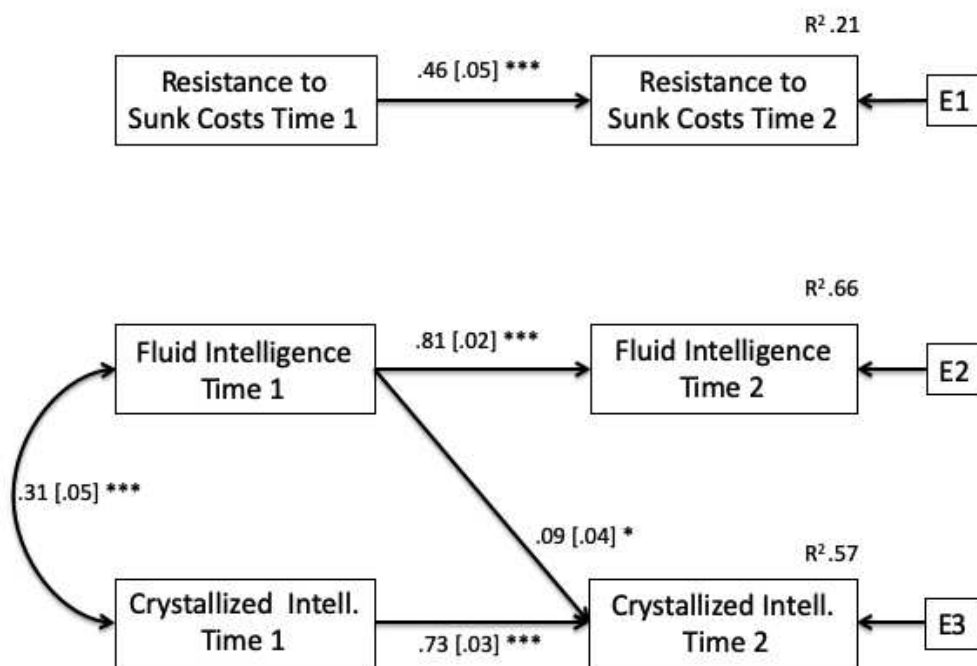 R² .21
Resistance to
Sunk Costs Time 1
.46 [.05] ***
Resistance to
Sunk Costs Time 2
E1
R² .66
Fluid Intelligence
Time 1
.81 [.02] ***
Fluid Intelligence
Time 2
E2
.31 [.05] ***
.09 [.04] *
R² .57
Crystallized Intell.
Time 1
.73 [.03] ***
Crystallized Intell.
Time 2
E3